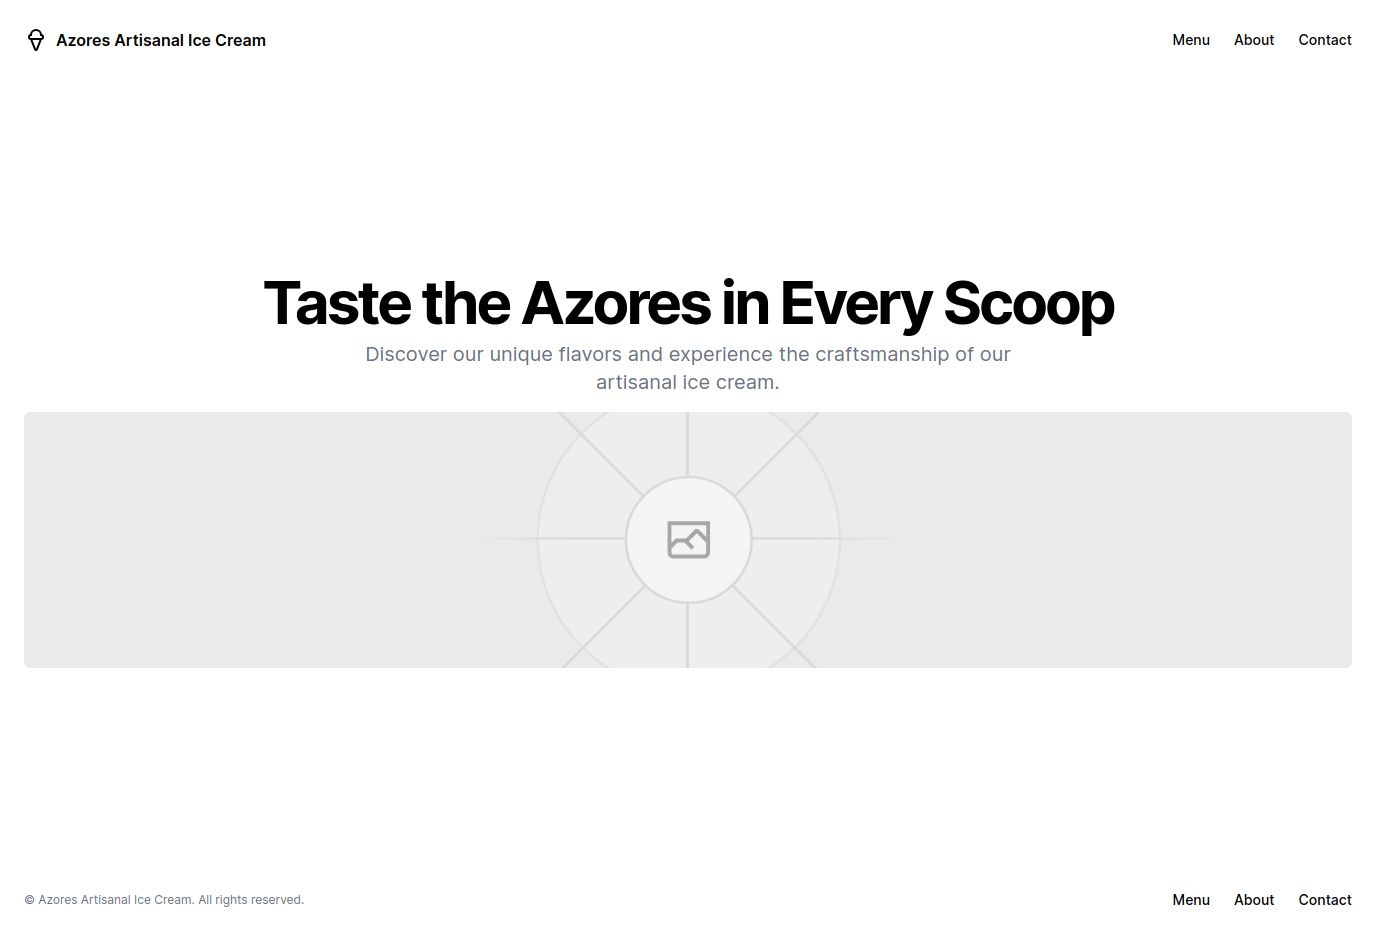 Azores Artisanal Ice Cream
Menu About Contact
Taste the Azores in Every Scoop
Discover our unique flavors and experience the craftsmanship of our
artisanal ice cream.
© Azores Artisanal Ice Cream. All rights reserved.
Menu About Contact